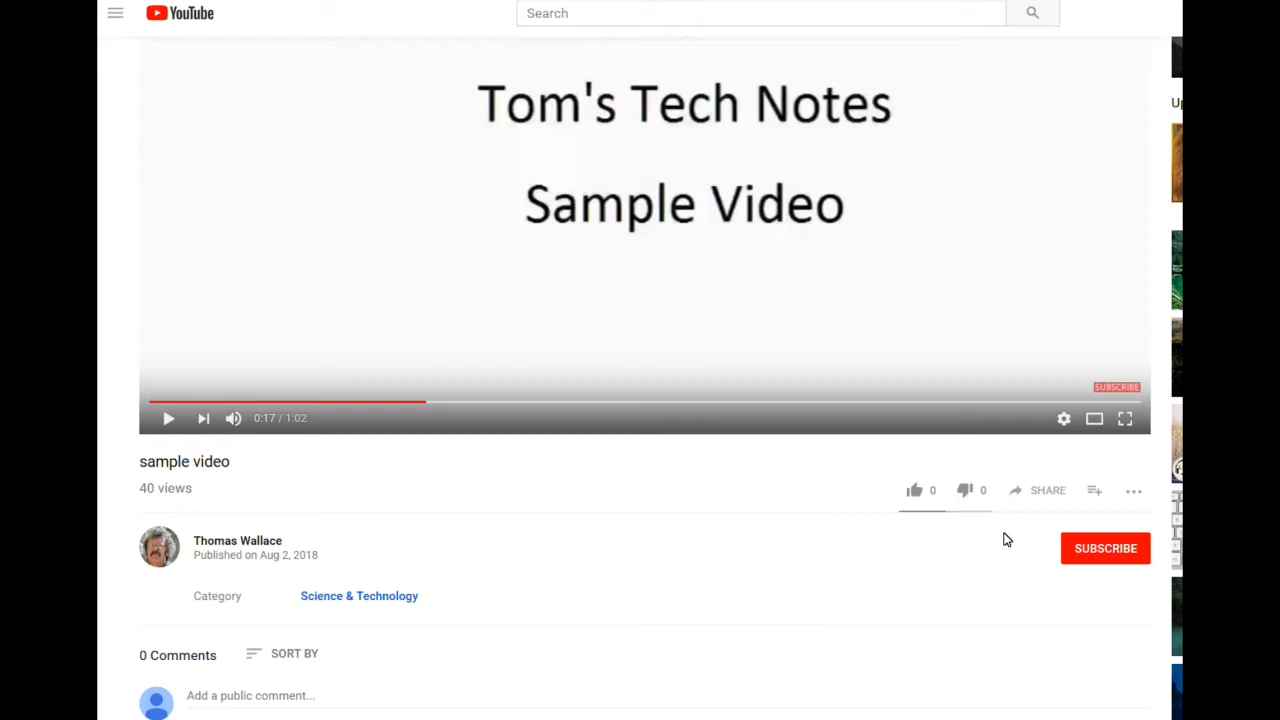 YouTube
Search
Tom's Tech Notes
Sample Video
SUBSCRIBE
0:17 / 1:02
sample video
40 views
0 0 SHARE
Thomas Wallace
Published on Aug 2, 2018
SUBSCRIBE
Category Science & Technology
0 Comments SORT BY
Add a public comment...